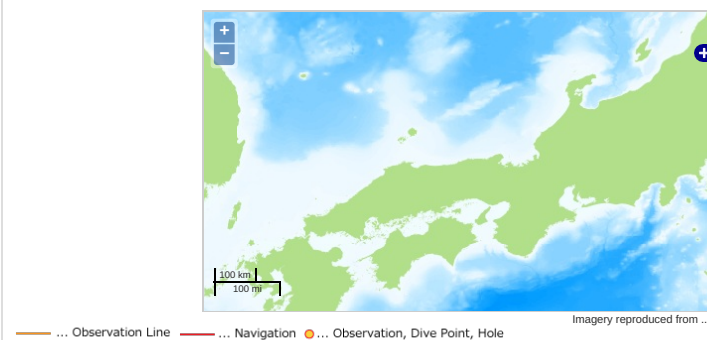 +
−
100 km
100 mi
Imagery reproduced from ...
... Observation Line ... Navigation ... Observation, Dive Point, Hole